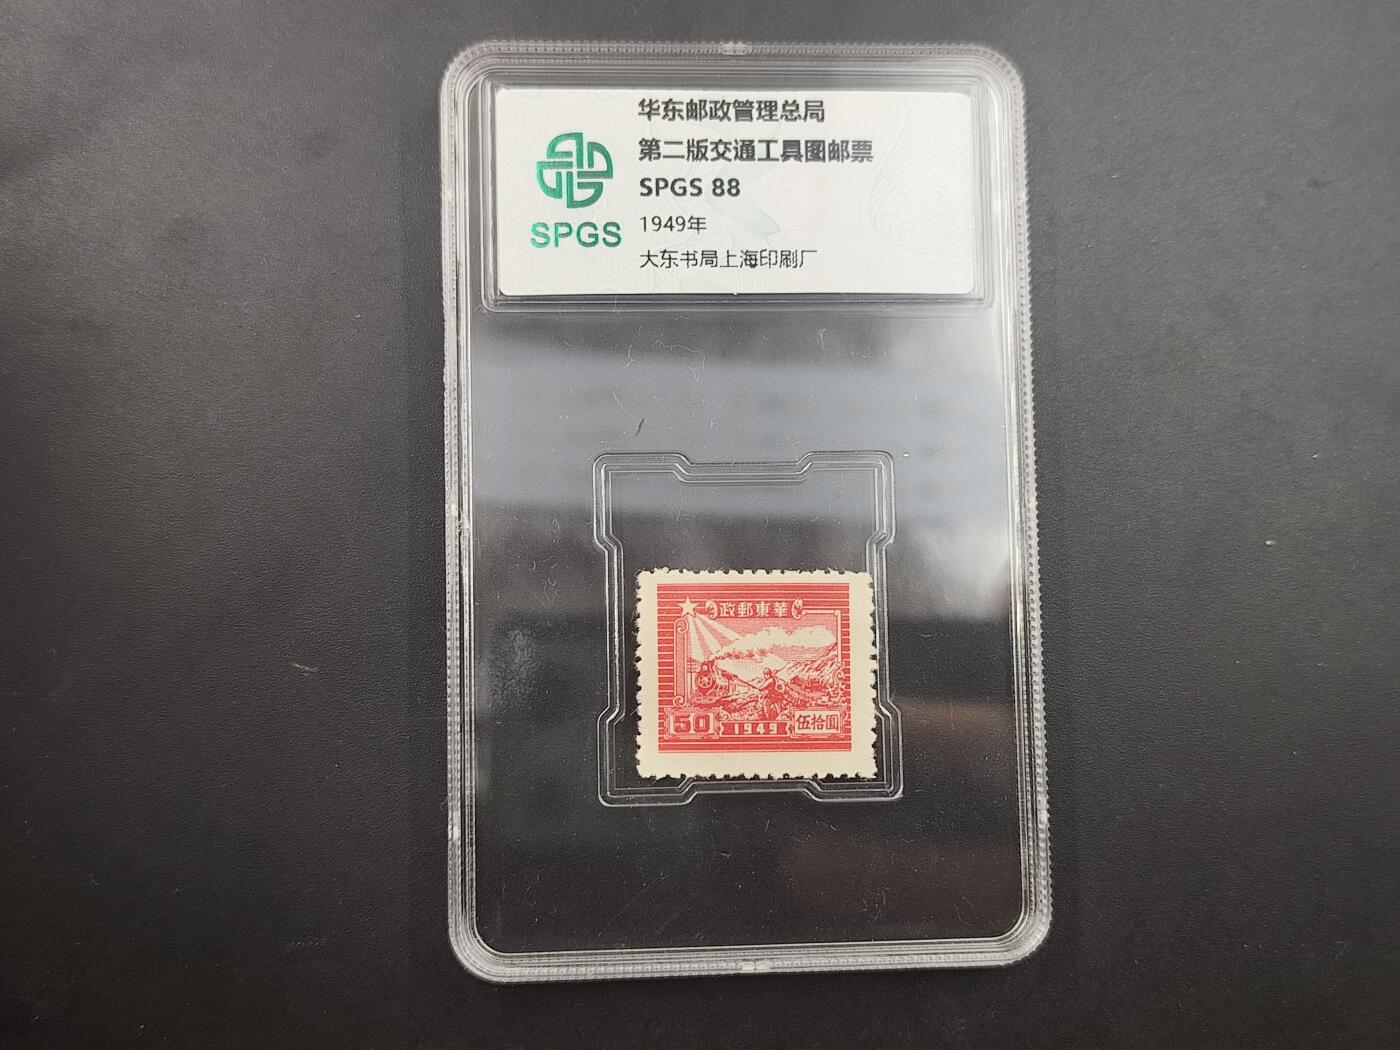 华东邮政管理总局
第二版交通工具图邮票
SPGS 88
1949年
大东书局上海印刷厂
SPGS
政郵東華
50
1949
伍拾圓